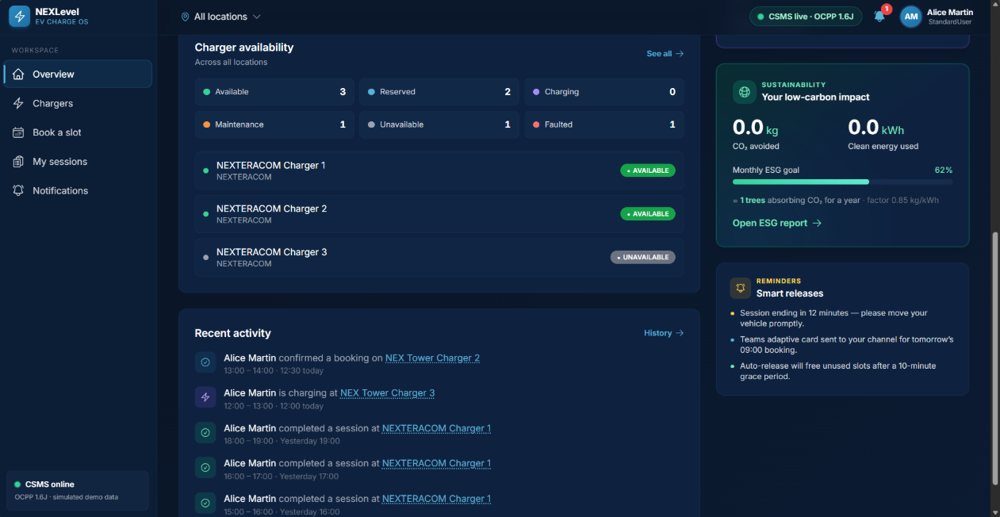 NEXLevel
EV CHARGE OS
All locations
CSMS live · OCPP 1.6J
1
AM
Alice Martin
StandardUser
WORKSPACE
Overview
Chargers
Book a slot
My sessions
Notifications
CSMS online
OCPP 1.6J · simulated demo data
Charger availability
Across all locations
See all →
Available 3
Reserved 2
Charging 0
Maintenance 1
Unavailable 1
Faulted 1
NEXTERACOM Charger 1
NEXTERACOM
• AVAILABLE
NEXTERACOM Charger 2
NEXTERACOM
• AVAILABLE
NEXTERACOM Charger 3
NEXTERACOM
• UNAVAILABLE
Recent activity
History →
Alice Martin confirmed a booking on NEX Tower Charger 2
13:00 – 14:00 · 12:30 today
Alice Martin is charging at NEX Tower Charger 3
12:00 – 13:00 · 12:00 today
Alice Martin completed a session at NEXTERACOM Charger 1
18:00 – 19:00 · Yesterday 19:00
Alice Martin completed a session at NEXTERACOM Charger 1
16:00 – 17:00 · Yesterday 17:00
Alice Martin completed a session at NEXTERACOM Charger 1
15:00 – 16:00 · Yesterday 16:00
SUSTAINABILITY
Your low-carbon impact
0.0 kg
CO₂ avoided
0.0 kWh
Clean energy used
Monthly ESG goal 62%
≈ 1 trees absorbing CO₂ for a year · factor 0.85 kg/kWh
Open ESG report →
REMINDERS
Smart releases
Session ending in 12 minutes — please move your
vehicle promptly.
Teams adaptive card sent to your channel for tomorrow's
09:00 booking.
Auto-release will free unused slots after a 10-minute
grace period.